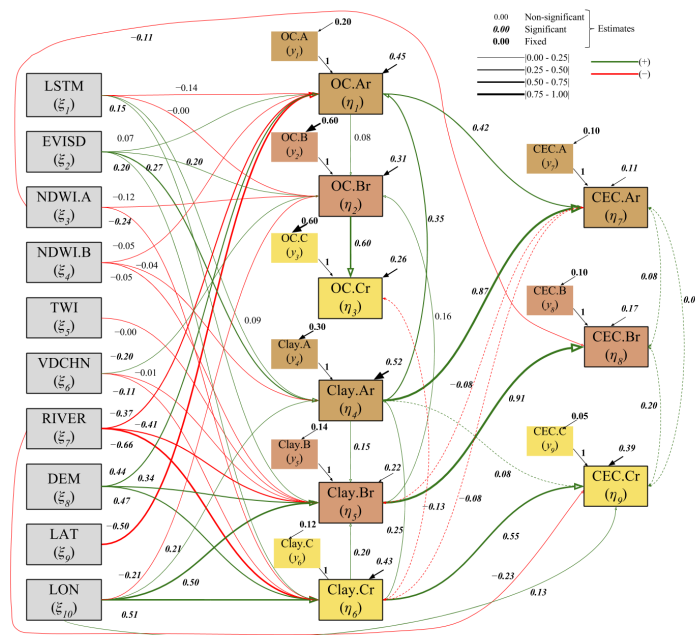 0.00 Non-significant
0.00 Significant
0.00 Fixed
Estimates
|0.00 - 0.25|
|0.25 - 0.50|
|0.50 - 0.75|
|0.75 - 1.00|
(+)
(−)
−0.11
LSTM
(ξ1)
EVISD
(ξ2)
NDWI.A
(ξ3)
NDWI.B
(ξ4)
TWI
(ξ5)
VDCHN
(ξ6)
RIVER
(ξ7)
DEM
(ξ8)
LAT
(ξ9)
LON
(ξ10)
−0.14
0.15
−0.00
0.07
0.20
0.27
0.20
−0.12
−0.24
−0.05
−0.04
−0.05
−0.00
0.09
−0.20
−0.01
−0.11
−0.37
−0.41
−0.66
0.44
0.34
0.47
−0.50
0.21
−0.21
0.50
0.51
OC.A
(y1)
0.20
1
OC.Ar
(η1)
0.45
0.08
OC.B
(y2)
0.60
1
OC.Br
(η2)
0.31
0.60
OC.C
(y3)
0.60
1
OC.Cr
(η3)
0.26
Clay.A
(y4)
0.30
1
Clay.Ar
(η4)
0.52
0.15
Clay.B
(y5)
0.14
1
Clay.Br
(η5)
0.22
0.20
0.25
Clay.C
(y6)
0.12
1
Clay.Cr
(η6)
0.43
0.42
0.35
0.87
0.16
−0.08
0.91
0.08
−0.08
−0.13
0.55
−0.23
0.13
CEC.A
(y7)
0.10
1
CEC.Ar
(η7)
0.11
0.08
0.0
CEC.B
(y8)
0.10
1
CEC.Br
(η8)
0.17
0.20
CEC.C
(y9)
0.05
1
CEC.Cr
(η9)
0.39